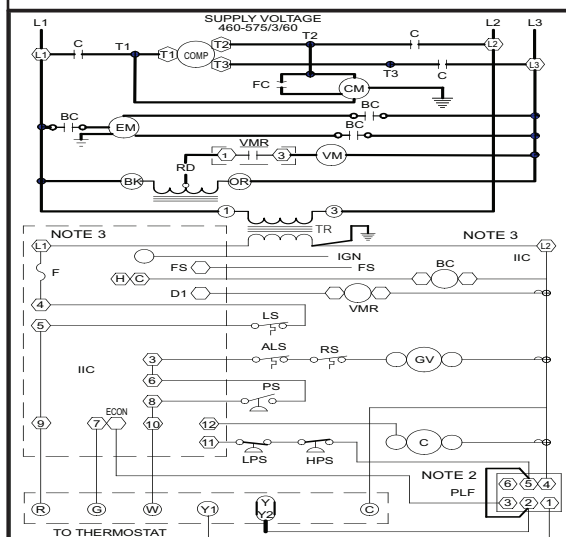 SUPPLY VOLTAGE
460-575/3/60
L1 L2 L3
C T1 T1 COMP T2 T2 C L2
L1 T3 T3 C L3
FC CM
BC BC
EM BC
VMR
1 3 VM
RD
BK OR
1 3
TR
NOTE 3 NOTE 3
L1 L2
IGN IIC
F FS FS BC
H C
D1 VMR
4 LS
5
ALS RS
3 GV
IIC 6 PS
8
ECON
9 7 10 12 C
11
LPS HPS
NOTE 2
PLF
6 5 4
3 2 1
R G W Y1 Y Y2 C
TO THERMOSTAT